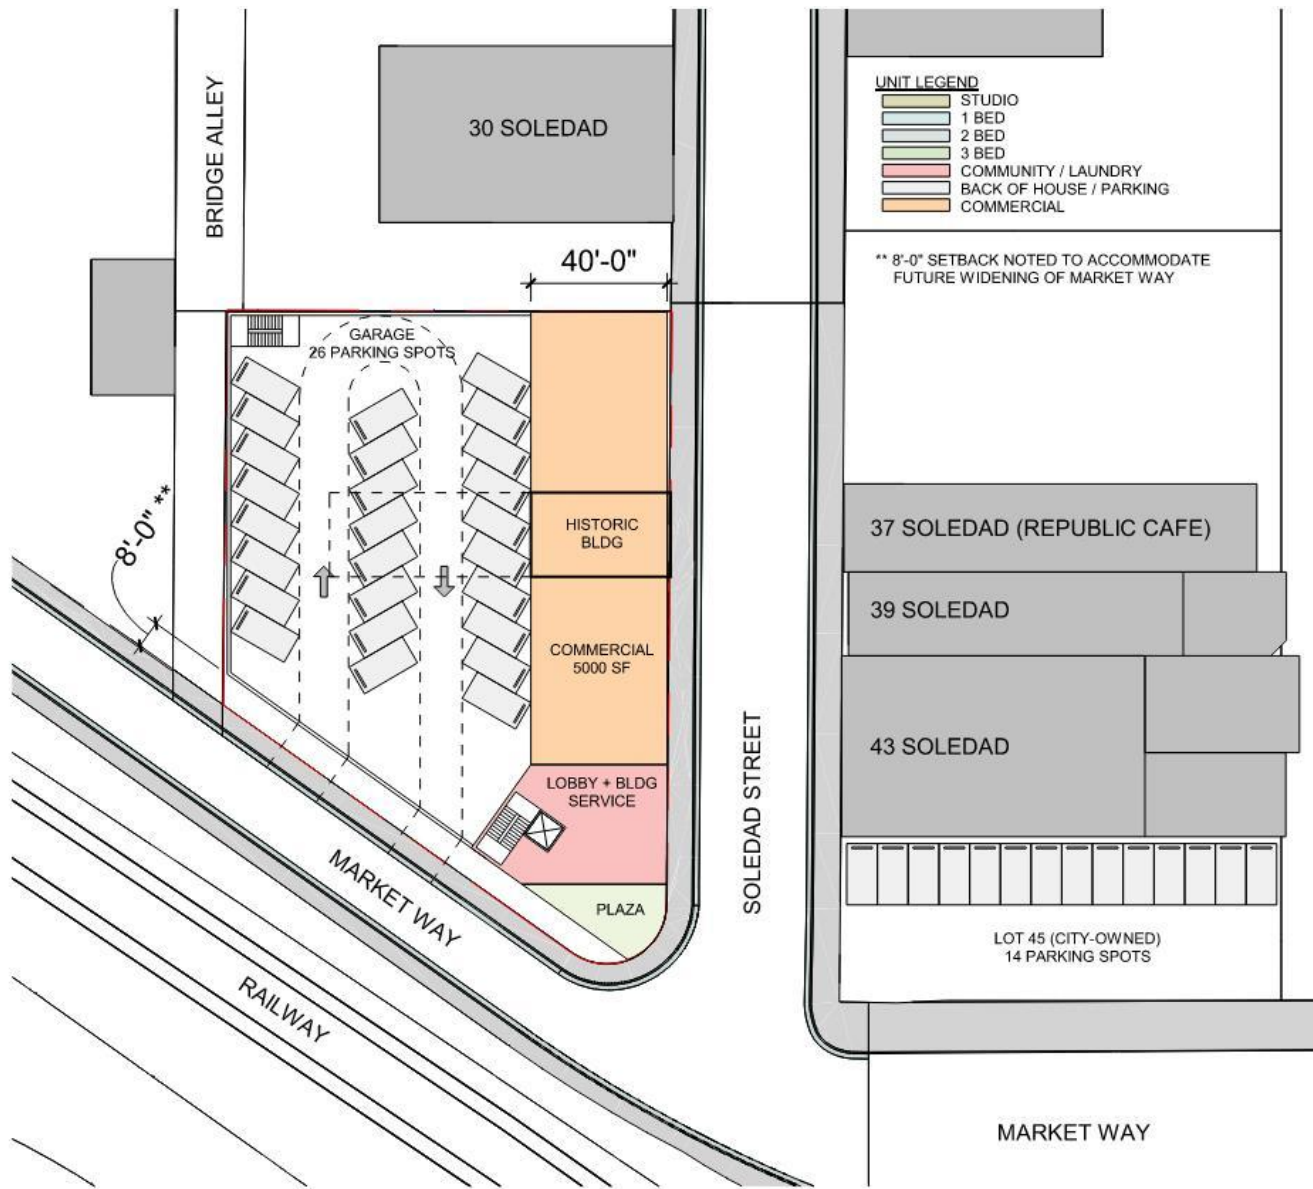 BRIDGE ALLEY
30 SOLEDAD
UNIT LEGEND
STUDIO
1 BED
2 BED
3 BED
COMMUNITY / LAUNDRY
BACK OF HOUSE / PARKING
COMMERCIAL
** 8'-0" SETBACK NOTED TO ACCOMMODATE
FUTURE WIDENING OF MARKET WAY
40'-0"
GARAGE
26 PARKING SPOTS
8'-0" **
HISTORIC
BLDG
COMMERCIAL
5000 SF
LOBBY + BLDG
SERVICE
PLAZA
SOLEDAD STREET
37 SOLEDAD (REPUBLIC CAFE)
39 SOLEDAD
43 SOLEDAD
LOT 45 (CITY-OWNED)
14 PARKING SPOTS
MARKET WAY
RAILWAY
MARKET WAY